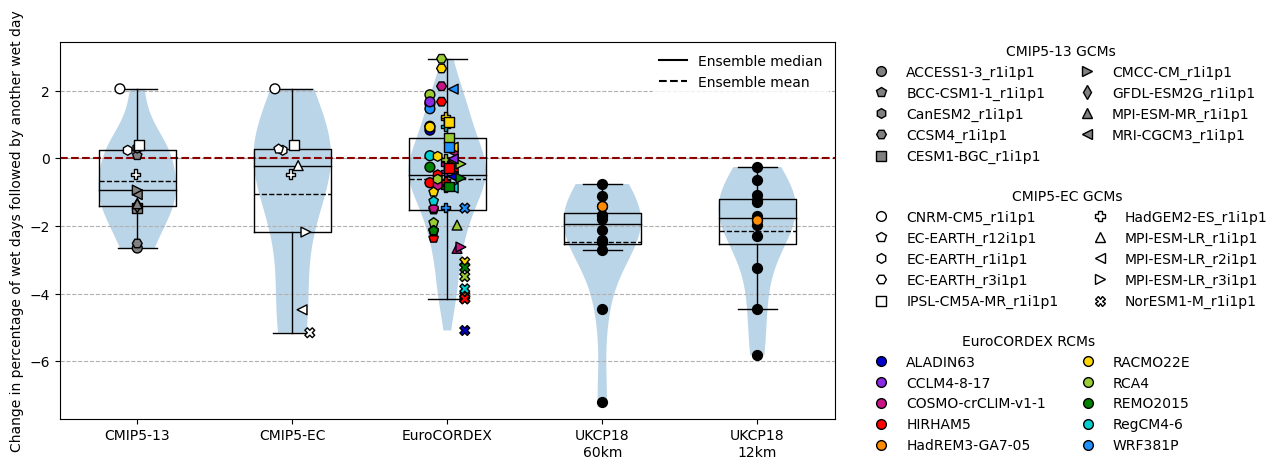 Change in percentage of wet days followed by another wet day
2
0
−2
−4
−6
CMIP5-13
CMIP5-EC
EuroCORDEX
UKCP18
60km
UKCP18
12km
Ensemble median
Ensemble mean
CMIP5-13 GCMs
ACCESS1-3_r1i1p1
BCC-CSM1-1_r1i1p1
CanESM2_r1i1p1
CCSM4_r1i1p1
CESM1-BGC_r1i1p1
CMCC-CM_r1i1p1
GFDL-ESM2G_r1i1p1
MPI-ESM-MR_r1i1p1
MRI-CGCM3_r1i1p1
CMIP5-EC GCMs
CNRM-CM5_r1i1p1
EC-EARTH_r12i1p1
EC-EARTH_r1i1p1
EC-EARTH_r3i1p1
IPSL-CM5A-MR_r1i1p1
HadGEM2-ES_r1i1p1
MPI-ESM-LR_r1i1p1
MPI-ESM-LR_r2i1p1
MPI-ESM-LR_r3i1p1
NorESM1-M_r1i1p1
EuroCORDEX RCMs
ALADIN63
CCLM4-8-17
COSMO-crCLIM-v1-1
HIRHAM5
HadREM3-GA7-05
RACMO22E
RCA4
REMO2015
RegCM4-6
WRF381P